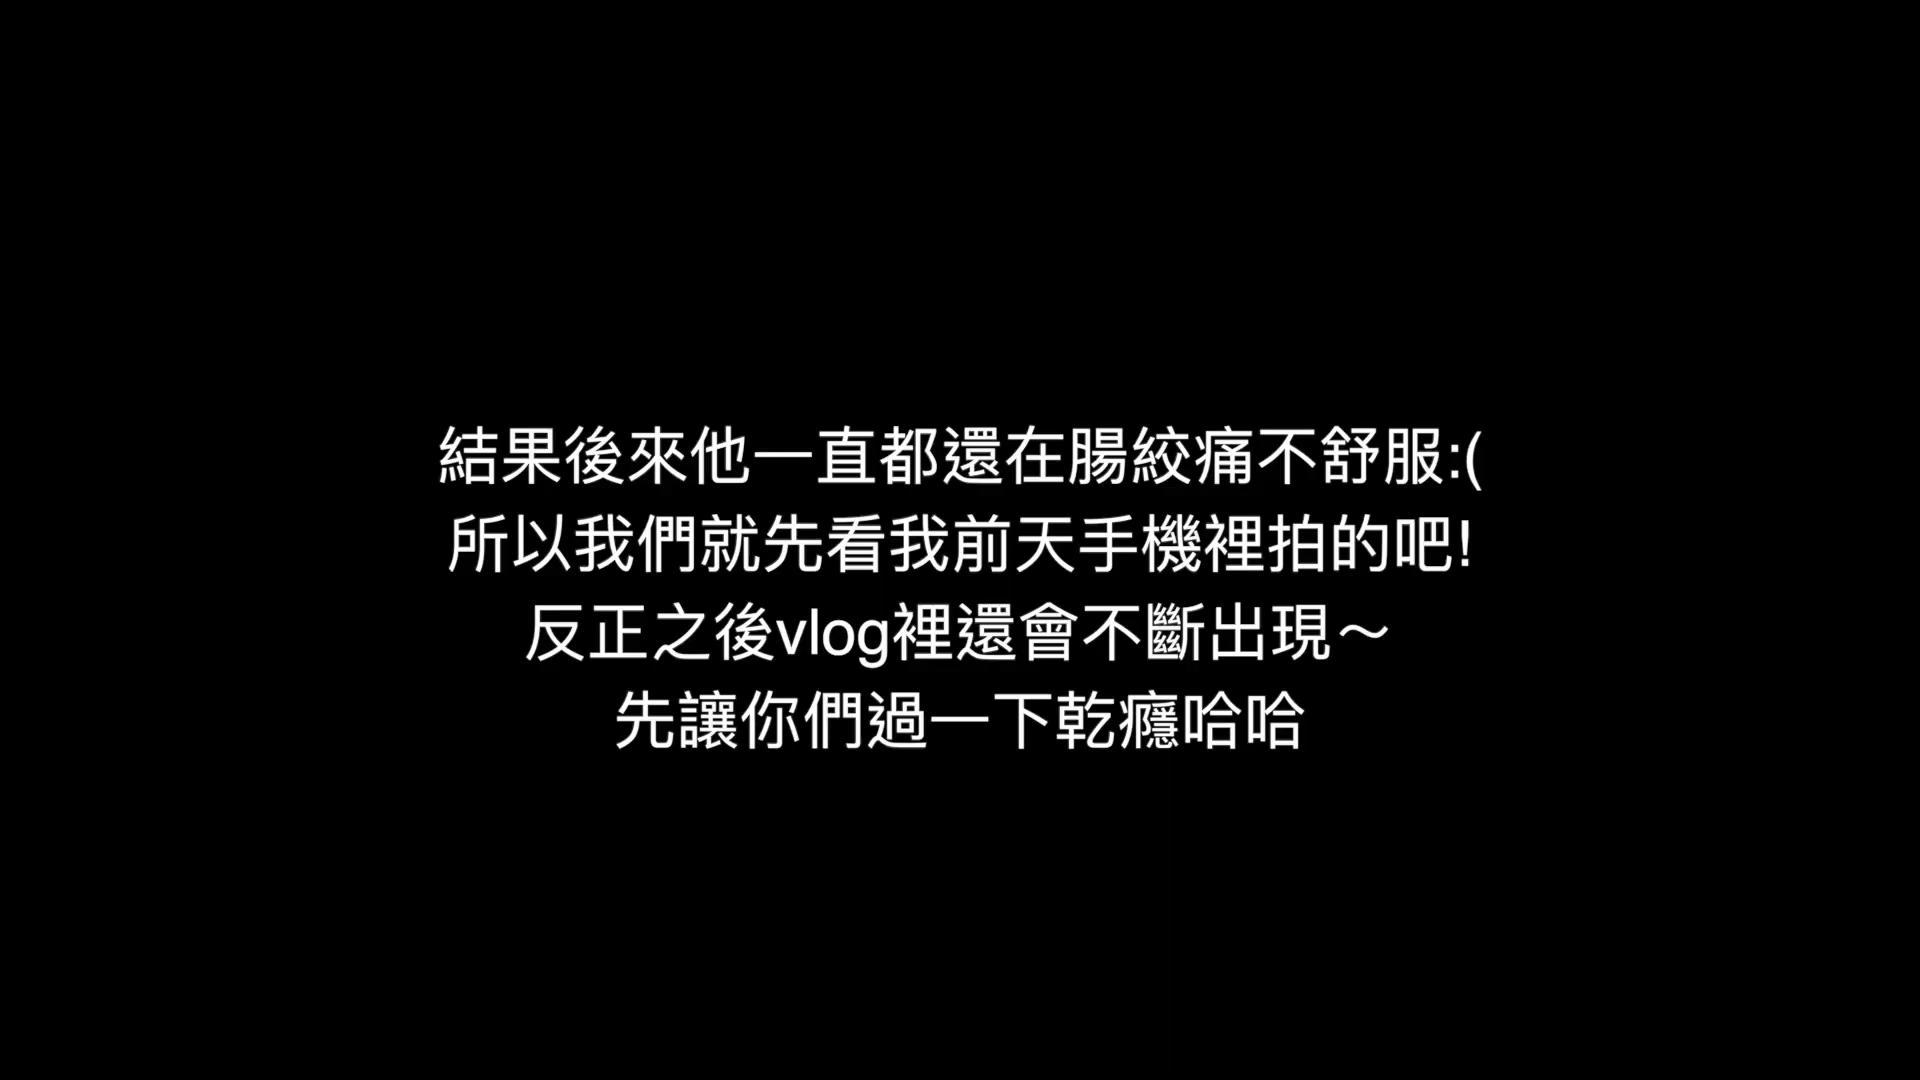 結果後來他一直都還在腸絞痛不舒服:(
所以我們就先看我前天手機裡拍的吧!
反正之後vlog裡還會不斷出現～
先讓你們過一下乾癮哈哈